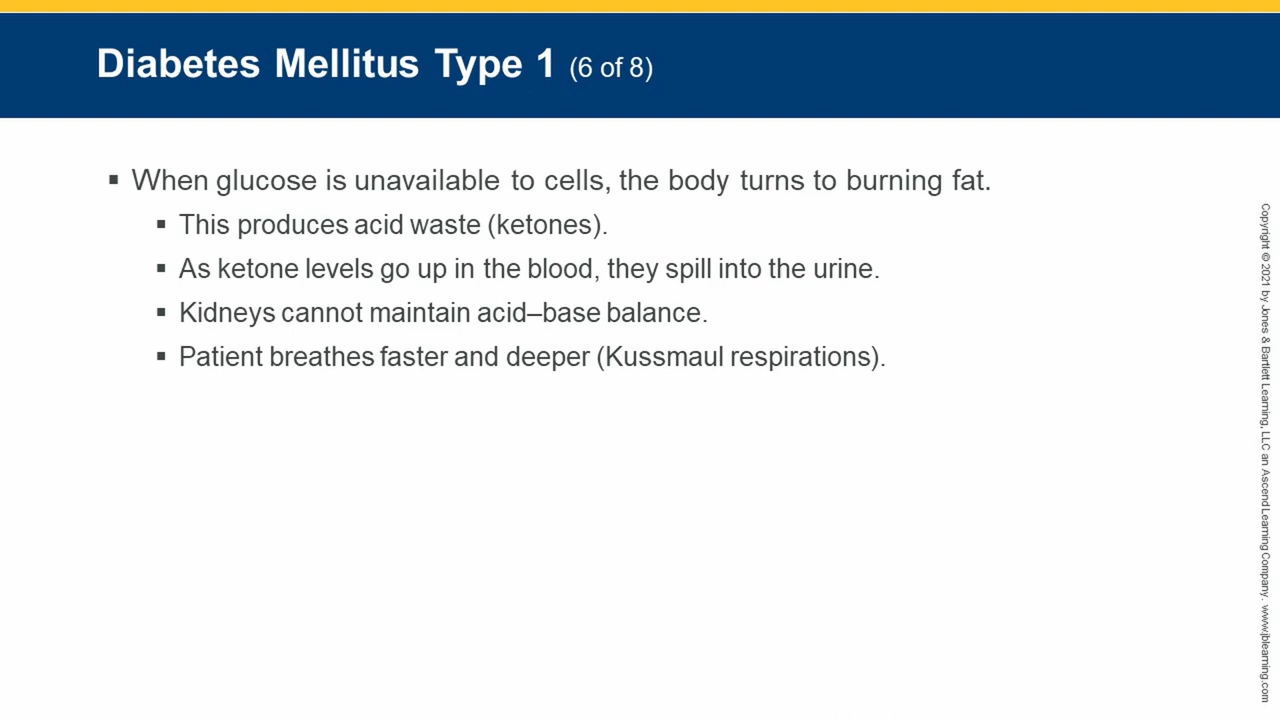 Diabetes Mellitus Type 1 (6 of 8)
▪ When glucose is unavailable to cells, the body turns to burning fat.
▪ This produces acid waste (ketones).
▪ As ketone levels go up in the blood, they spill into the urine.
▪ Kidneys cannot maintain acid–base balance.
▪ Patient breathes faster and deeper (Kussmaul respirations).
Copyright © 2021 by Jones & Bartlett Learning, LLC an Ascend Learning Company. www.jblearning.com